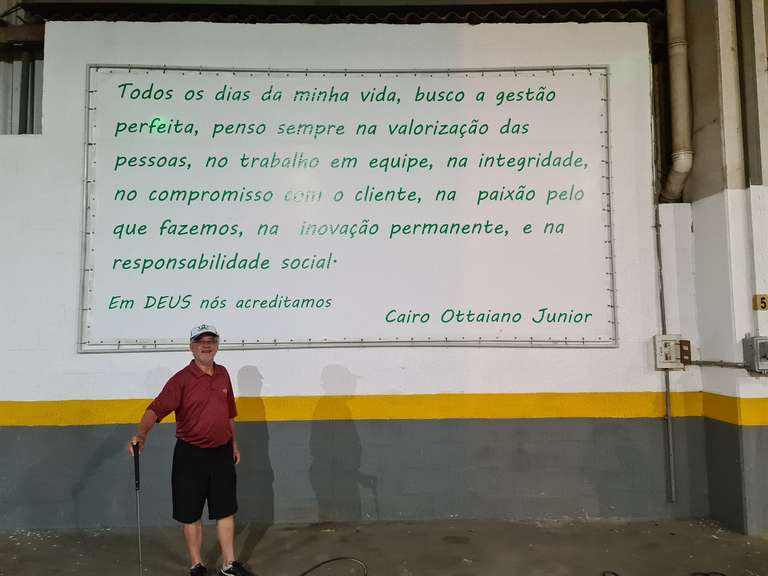 Todos os dias da minha vida, busco a gestão
perfeita, penso sempre na valorização das
pessoas, no trabalho em equipe, na integridade,
no compromisso com o cliente, na paixão pelo
que fazemos, na inovação permanente, e na
responsabilidade social.
Em DEUS nós acreditamos
Cairo Ottaiano Junior
5